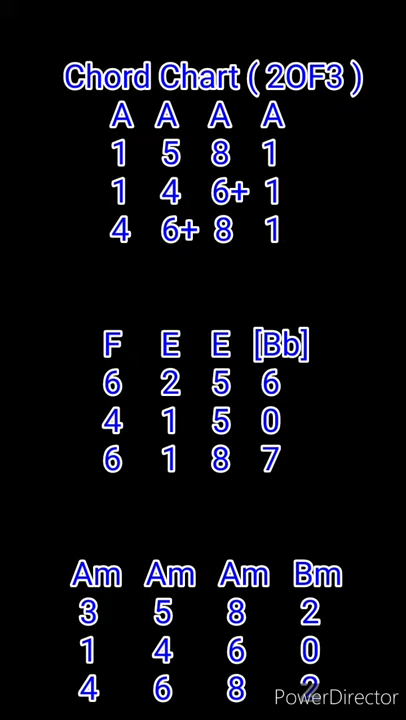 Chord Chart ( 2OF3 )
A A A A
1 5 8 1
1 4 6+ 1
4 6+ 8 1
F E E [Bb]
6 2 5 6
4 1 5 0
6 1 8 7
Am Am Am Bm
3 5 8 2
1 4 6 0
4 6 8 2
PowerDirector